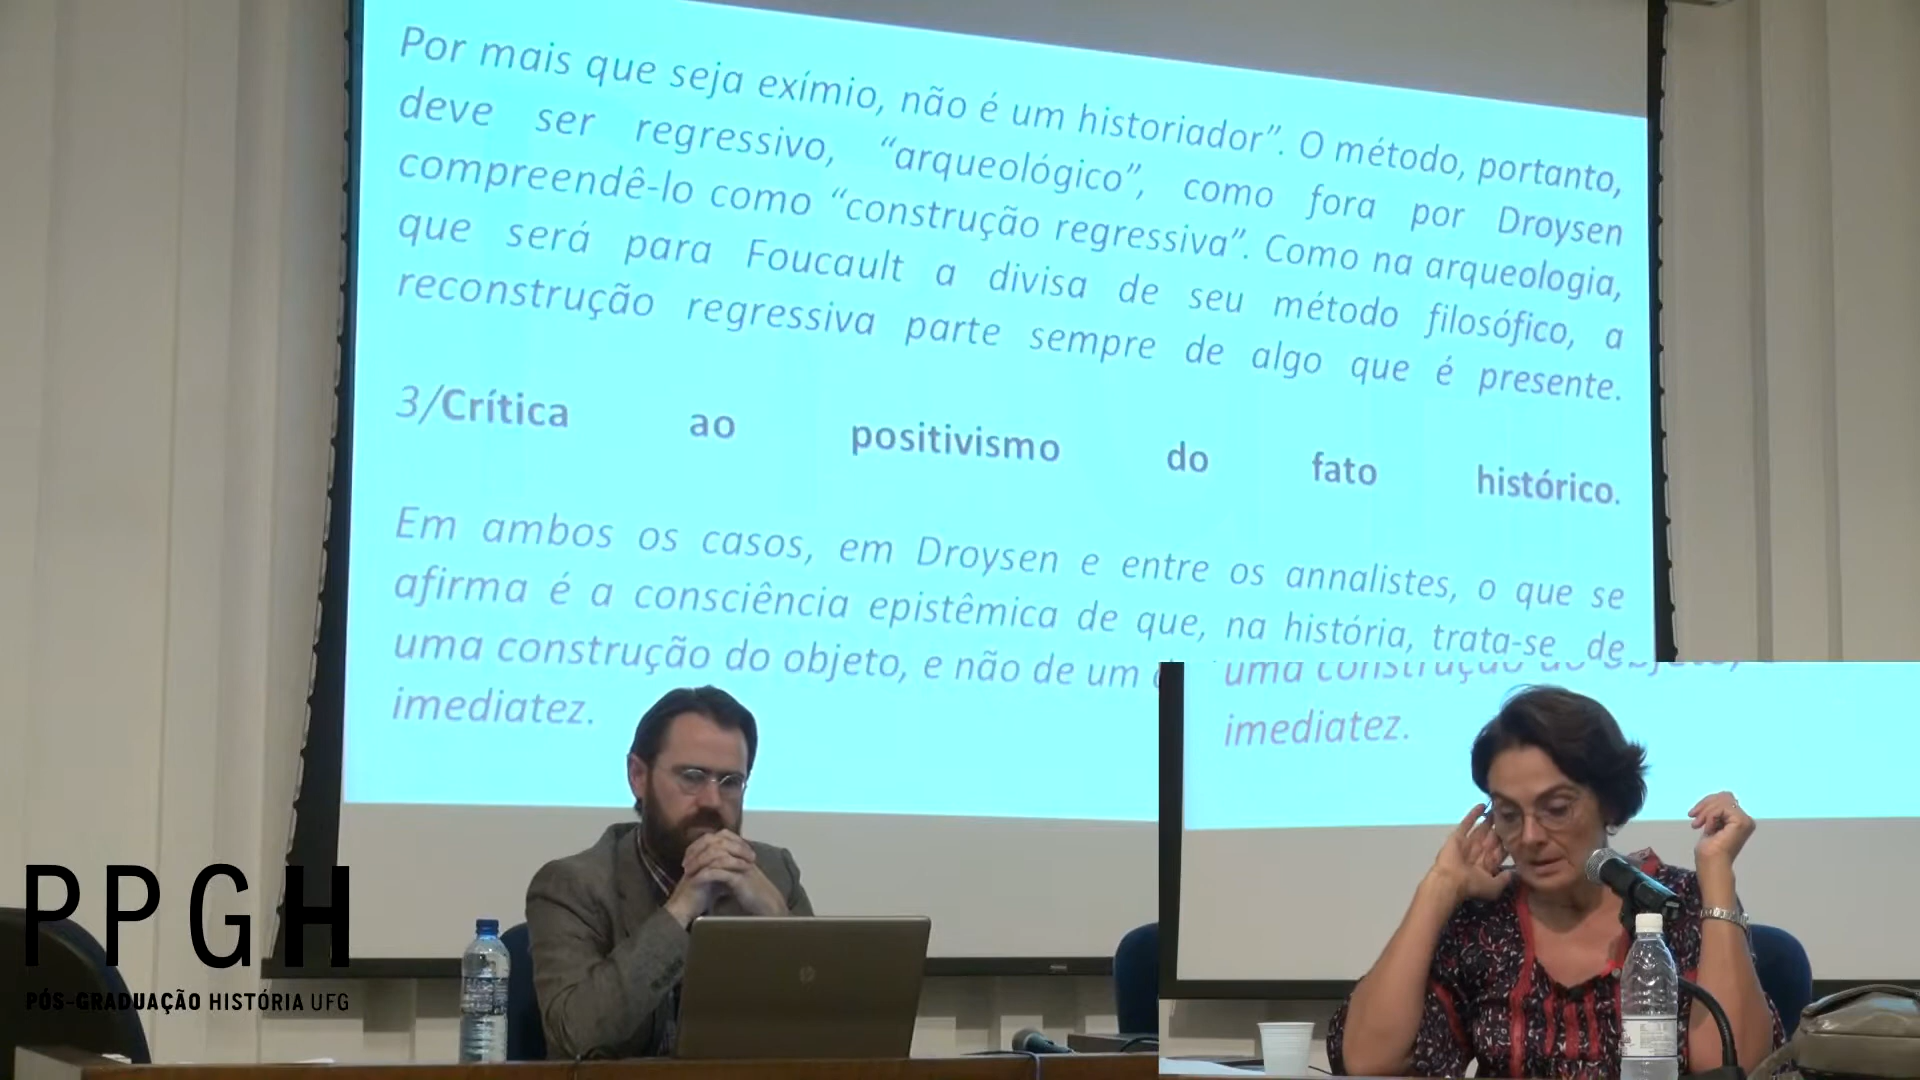 Por mais que seja exímio, não é um historiador”. O método, portanto,
deve ser regressivo, “arqueológico”, como fora por Droysen
compreendê-lo como “construção regressiva”. Como na arqueologia,
que será para Foucault a divisa de seu método filosófico, a
reconstrução regressiva parte sempre de algo que é presente.
3/Crítica ao positivismo do fato histórico.
Em ambos os casos, em Droysen e entre os annalistes, o que se
afirma é a consciência epistêmica de que, na história, trata-se de
uma construção do objeto, e não de um
imediatez.
uma construção do objeto,
imediatez.
PPGH
PÓS-GRADUAÇÃO HISTÓRIA UFG
hp